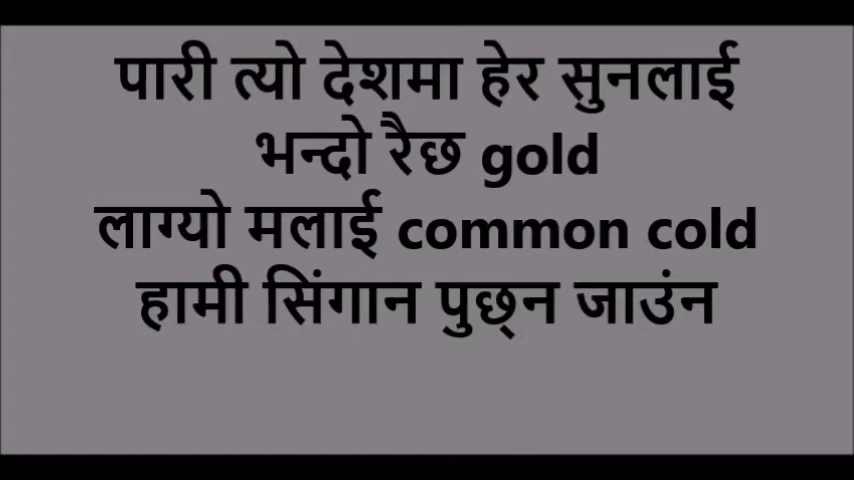 पारी त्यो देशमा हेर सुनलाई
भन्दो रैछ gold
लाग्यो मलाई common cold
हामी सिंगान पुछ्न जाउंन